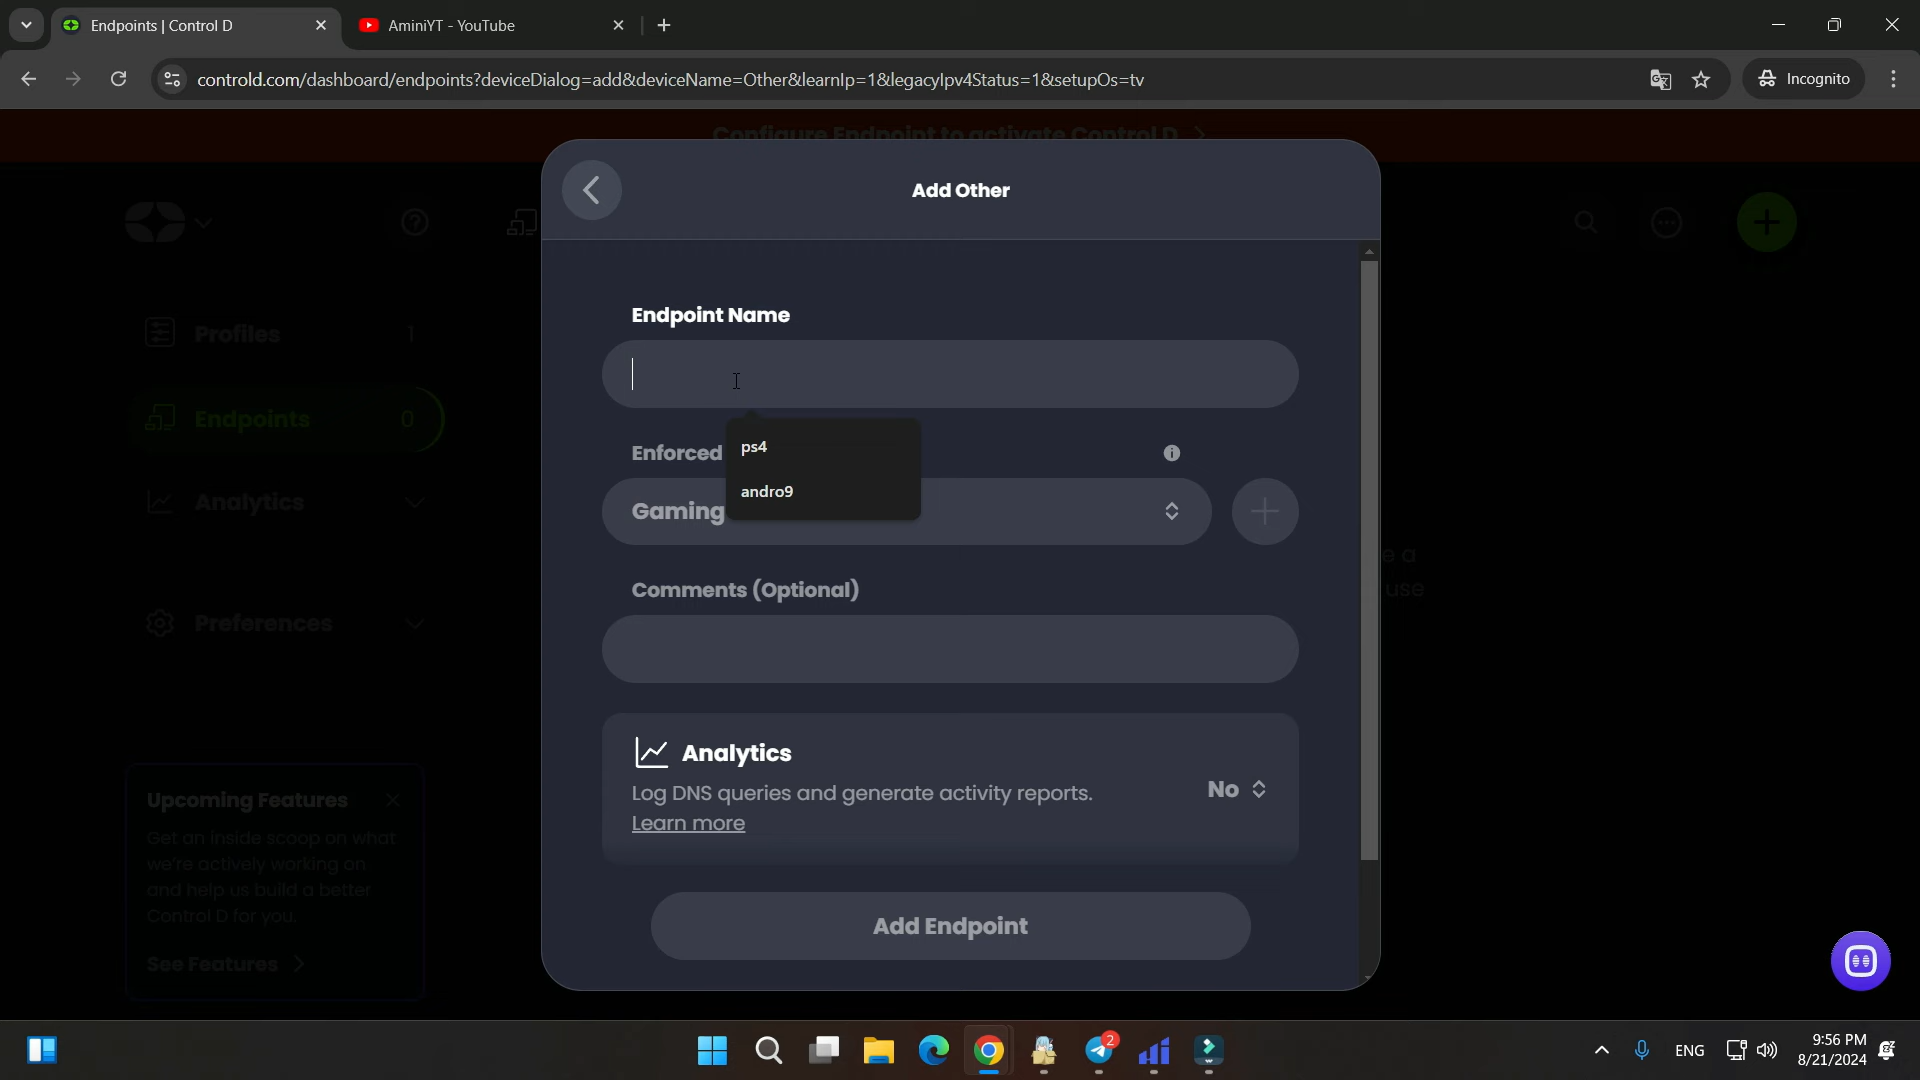 Endpoints | Control D
AminiYT - YouTube
controld.com/dashboard/endpoints?deviceDialog=add&deviceName=Other&learnIp=1&legacyIpv4Status=1&setupOs=tv
Incognito
Configure Endpoint to activate Control D
Add Other
Endpoint Name
Profiles 1
Endpoints 0
Analytics
Preferences
ps4
andro9
Enforced
Gaming
e a
use
Comments (Optional)
Analytics
Log DNS queries and generate activity reports.
Learn more
No
Add Endpoint
Upcoming Features
Get an inside scoop on what
we're actively working on
and help us build a better
Control D for you.
See Features
2
ENG
9:56 PM
8/21/2024